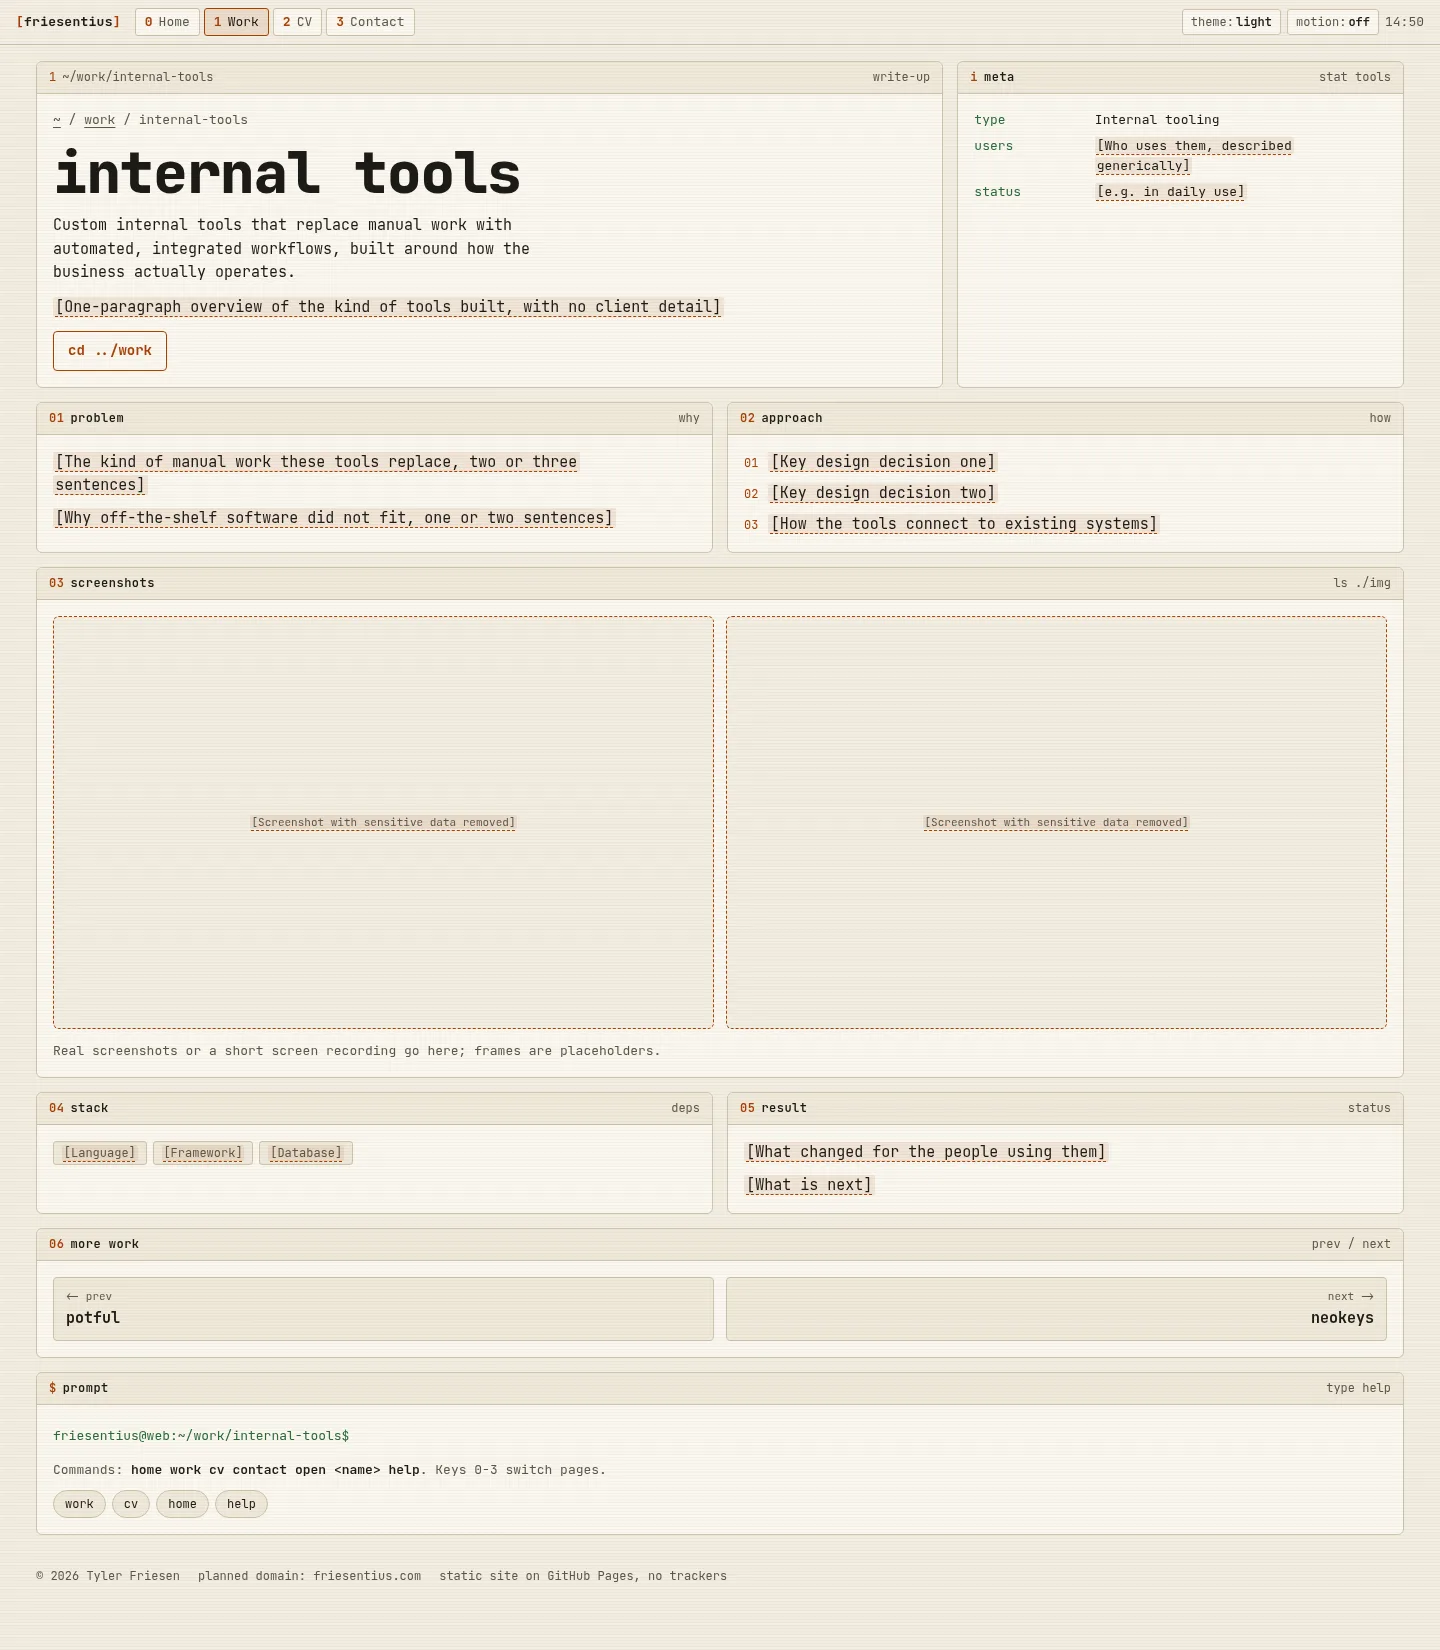 [friesentius] 0 Home 1 Work 2 CV 3 Contact theme:light motion:off 14:50
1 ~/work/internal-tools write-up
~ / work / internal-tools
internal tools
Custom internal tools that replace manual work with
automated, integrated workflows, built around how the
business actually operates.
[One-paragraph overview of the kind of tools built, with no client detail]
cd ../work
i meta stat tools
type Internal tooling
users [Who uses them, described
generically]
status [e.g. in daily use]
01 problem why
[The kind of manual work these tools replace, two or three
sentences]
[Why off-the-shelf software did not fit, one or two sentences]
02 approach how
01 [Key design decision one]
02 [Key design decision two]
03 [How the tools connect to existing systems]
03 screenshots ls ./img
[Screenshot with sensitive data removed] [Screenshot with sensitive data removed]
Real screenshots or a short screen recording go here; frames are placeholders.
04 stack deps
[Language] [Framework] [Database]
05 result status
[What changed for the people using them]
[What is next]
06 more work prev / next
← prev
potful
next →
neokeys
$ prompt type help
friesentius@web:~/work/internal-tools$
Commands: home work cv contact open <name> help. Keys 0-3 switch pages.
work cv home help
© 2026 Tyler Friesen planned domain: friesentius.com static site on GitHub Pages, no trackers